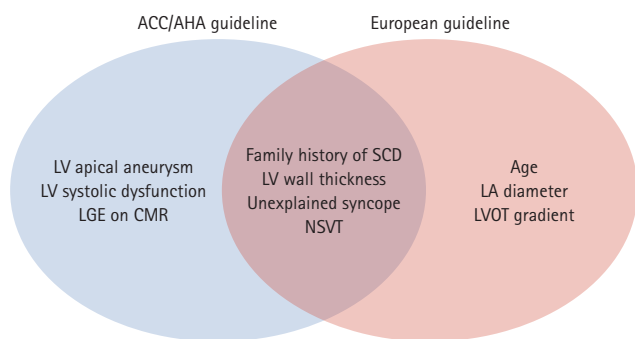 ACC/AHA guideline
European guideline
LV apical aneurysm
LV systolic dysfunction
LGE on CMR
Family history of SCD
LV wall thickness
Unexplained syncope
NSVT
Age
LA diameter
LVOT gradient